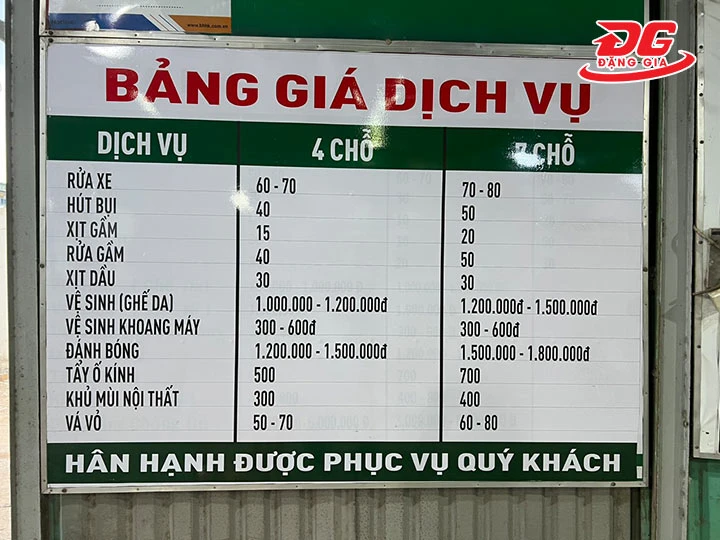 ĐG
ĐẶNG GIA
BẢNG GIÁ DỊCH VỤ
DỊCH VỤ 4 CHỖ 7 CHỖ
RỬA XE 60 - 70 70 - 80
HÚT BỤI 40 50
XỊT GẦM 15 20
RỬA GẦM 40 50
XỊT DẦU 30 30
VỆ SINH (GHẾ DA) 1.000.000 - 1.200.000đ 1.200.000đ - 1.500.000đ
VỆ SINH KHOANG MÁY 300 - 600đ 300 - 600đ
ĐÁNH BÓNG 1.200.000 - 1.500.000đ 1.500.000 - 1.800.000đ
TẨY Ố KÍNH 500 700
KHỬ MÙI NỘI THẤT 300 400
VÁ VỎ 50 - 70 60 - 80
HÂN HẠNH ĐƯỢC PHỤC VỤ QUÝ KHÁCH